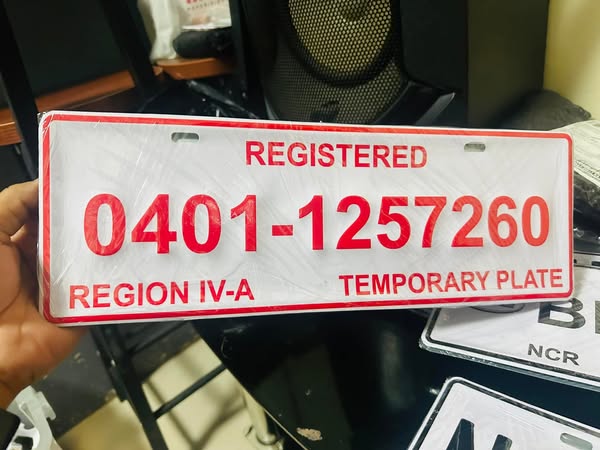 REGISTERED
0401-1257260
REGION IV-A TEMPORARY PLATE
B
NCR